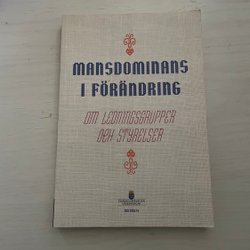 MANSDOMINANS
I FÖRÄNDRING
OM LEDNINGSGRUPPER
OCH STYRELSER